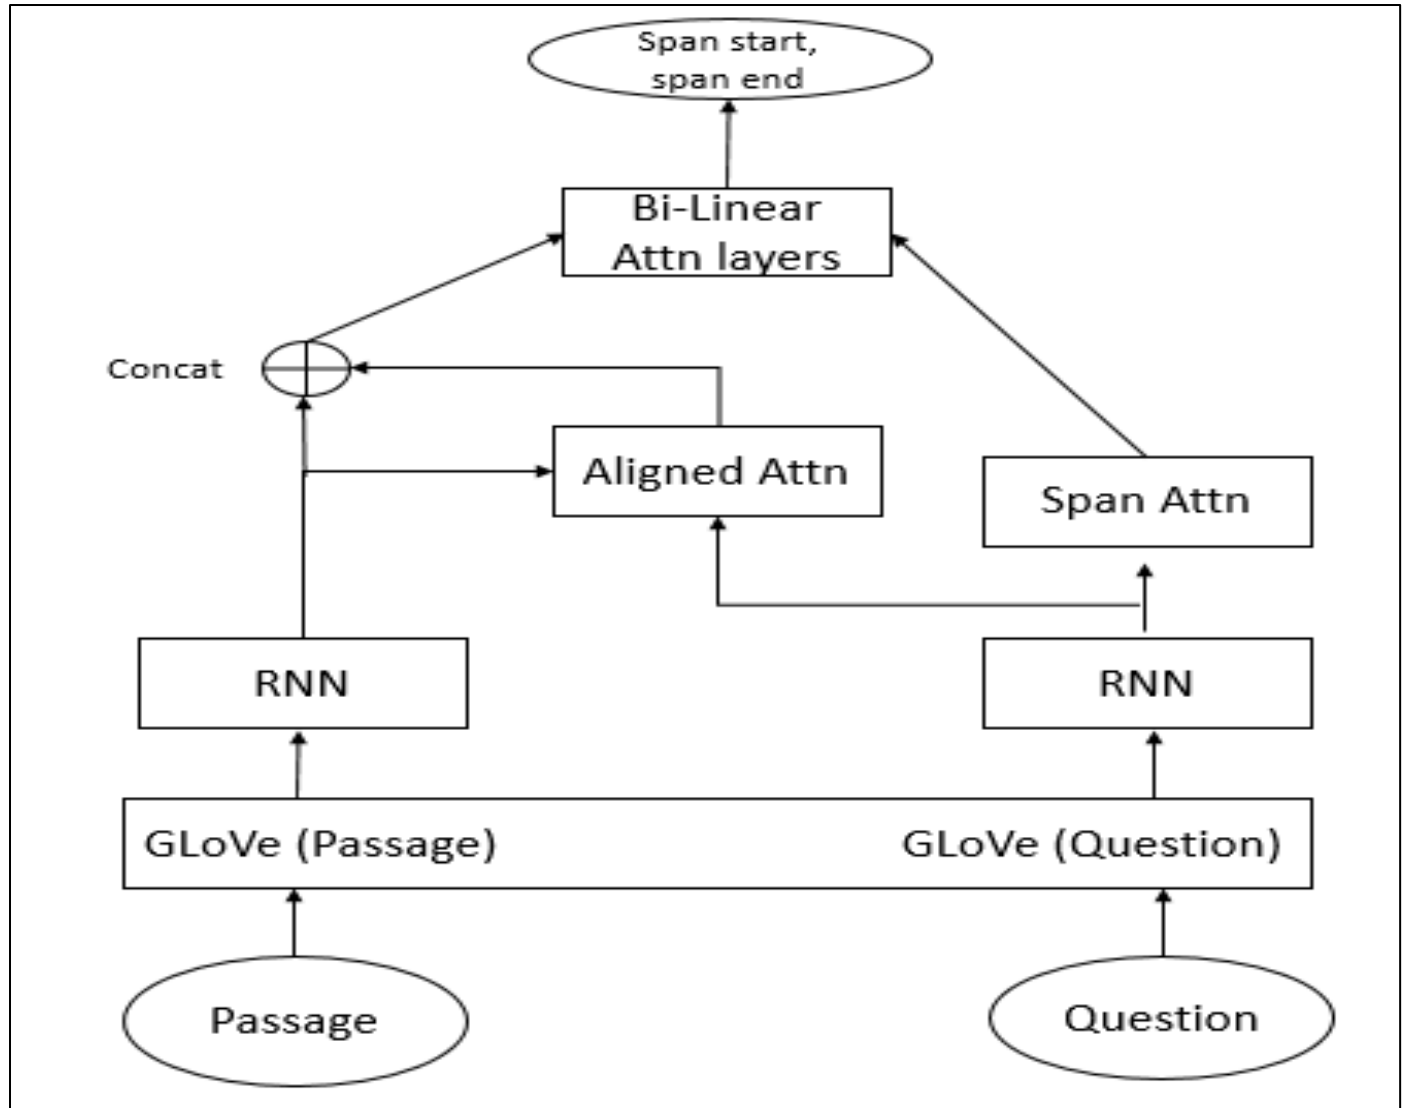 Span start,
span end
Bi-Linear
Attn layers
Concat
Aligned Attn
Span Attn
RNN
RNN
GLoVe (Passage)
GLoVe (Question)
Passage
Question